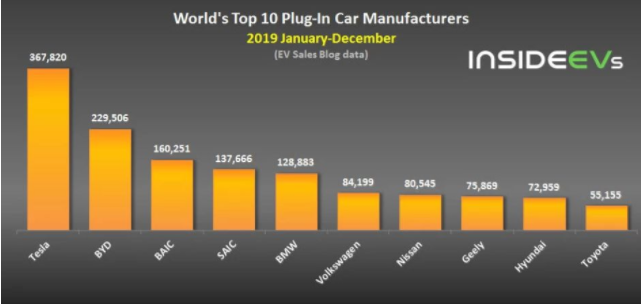 World's Top 10 Plug-In Car Manufacturers
2019 January-December
(EV Sales Blog data)
INSIDEEVs
367,820
229,506
160,251
137,666
128,883
84,199
80,545
75,869
72,959
55,155
Tesla
BYD
BAIC
SAIC
BMW
Volkswagen
Nissan
Geely
Hyundai
Toyota